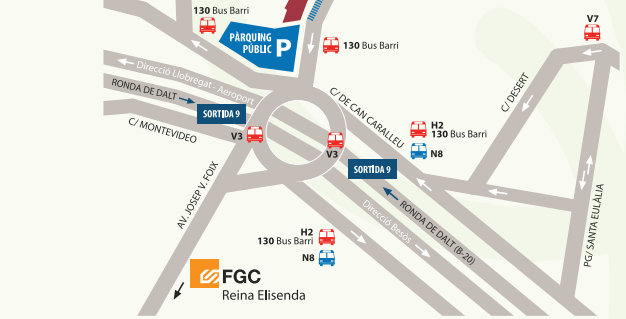 130 Bus Barri
V7
PÀRQUING
PÚBLIC P
130 Bus Barri
Direcció Llobregat - Aeroport
RONDA DE DALT
C/ DE CAN CARALLEU
C/ DESERT
SORTIDA 9
C/ MONTEVIDEO
V3
V3
H2
130 Bus Barri
N8
SORTIDA 9
AV. JOSEP V. FOIX
Direcció Besòs
RONDA DE DALT (B-20)
PG/ SANTA EULÀLIA
H2
130 Bus Barri
N8
FGC
Reina Elisenda